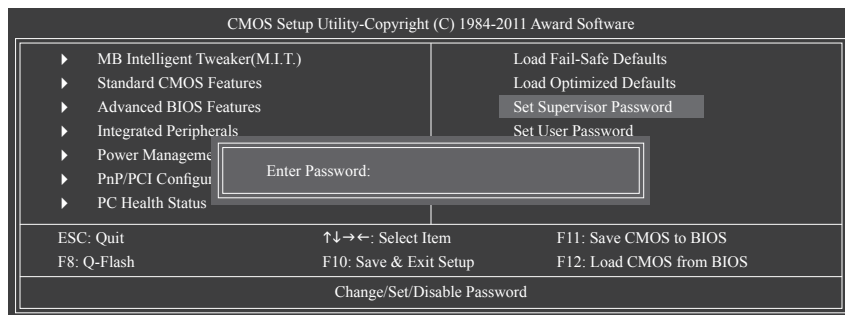 CMOS Setup Utility-Copyright (C) 1984-2011 Award Software
▶ MB Intelligent Tweaker(M.I.T.)
▶ Standard CMOS Features
▶ Advanced BIOS Features
▶ Integrated Peripherals
▶ Power Manageme
▶ PnP/PCI Configur
▶ PC Health Status
Load Fail-Safe Defaults
Load Optimized Defaults
Set Supervisor Password
Set User Password
Enter Password:
ESC: Quit ↑↓→←: Select Item F11: Save CMOS to BIOS
F8: Q-Flash F10: Save & Exit Setup F12: Load CMOS from BIOS
Change/Set/Disable Password